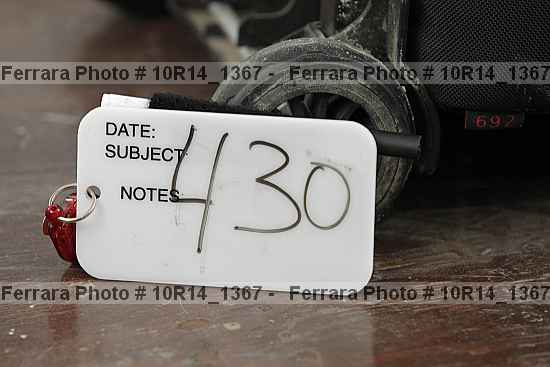 Ferrara Photo # 10R14_1367 - Ferrara Photo # 10R14_1367
692
DATE:
SUBJECT:
430
NOTES:
Ferrara Photo # 10R14_1367 - Ferrara Photo # 10R14_1367